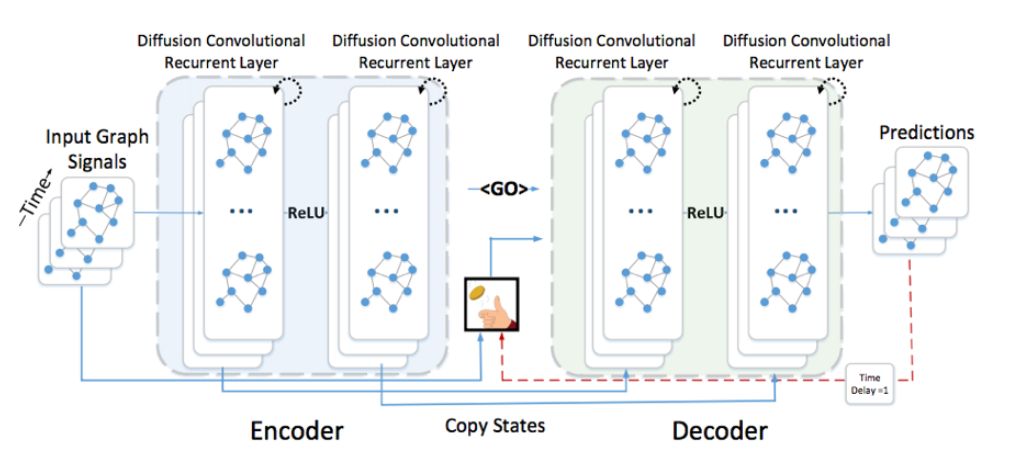 Diffusion Convolutional
Recurrent Layer
Diffusion Convolutional
Recurrent Layer
Diffusion Convolutional
Recurrent Layer
Diffusion Convolutional
Recurrent Layer
Input Graph
Signals
Time
...
ReLU
...
<GO>
...
ReLU
...
Predictions
Time
Delay =1
Encoder
Copy States
Decoder